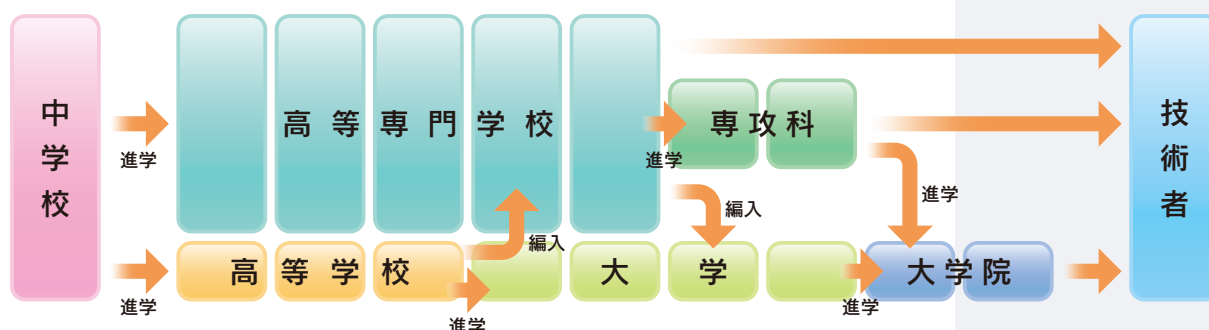 中学校
進学
進学
高等専門学校
高等学校
編入
進学
進学
専攻科
編入
大学
進学
進学
大学院
技術者